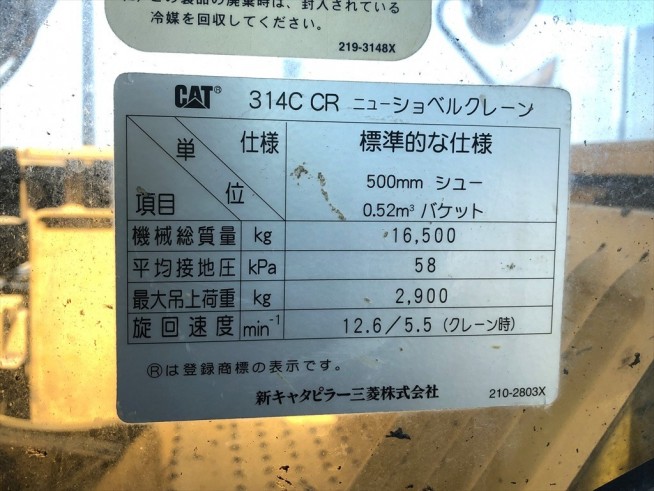 この製品の廃棄時は、封入されている
冷媒を回収してください。
219-3148X
CAT® 314C CR ニューショベルクレーン
単位 仕様 標準的な仕様
項目 500mm シュー
0.52m³ バケット
機械総質量 kg 16,500
平均接地圧 kPa 58
最大吊上荷重 kg 2,900
旋回速度 min⁻¹ 12.6/5.5 (クレーン時)
Ⓡは登録商標の表示です。
新キャタピラー三菱株式会社
210-2803X